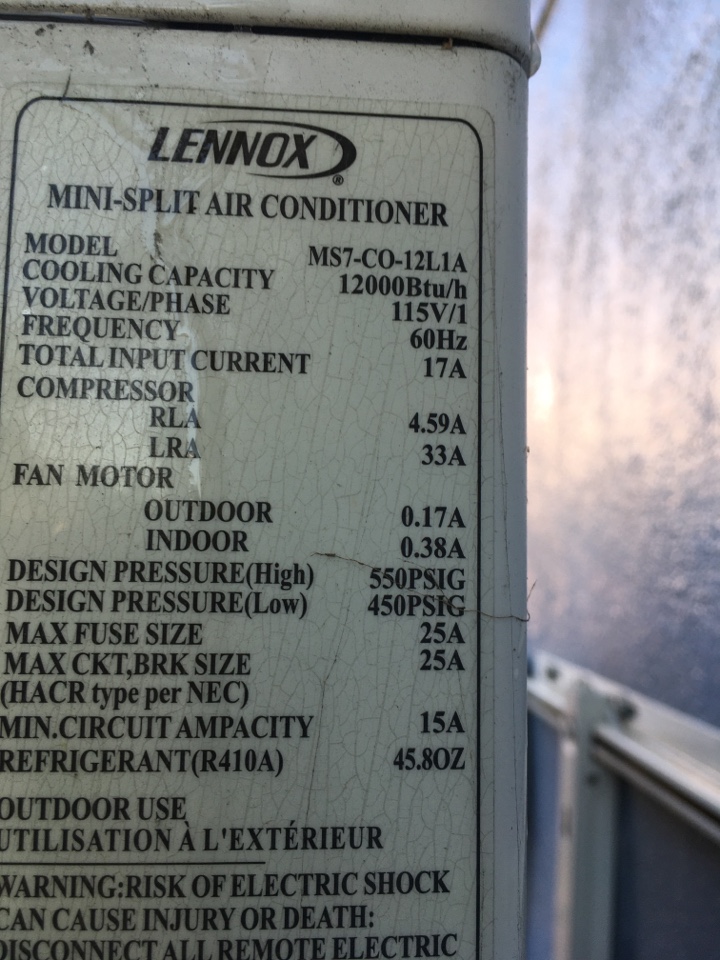 LENNOX
MINI-SPLIT AIR CONDITIONER
MODEL MS7-CO-12L1A
COOLING CAPACITY 12000Btu/h
VOLTAGE/PHASE 115V/1
FREQUENCY 60Hz
TOTAL INPUT CURRENT 17A
COMPRESSOR
RLA 4.59A
LRA 33A
FAN MOTOR
OUTDOOR 0.17A
INDOOR 0.38A
DESIGN PRESSURE(High) 550PSIG
DESIGN PRESSURE(Low) 450PSIG
MAX FUSE SIZE 25A
MAX CKT,BRK SIZE 25A
(HACR type per NEC)
MIN.CIRCUIT AMPACITY 15A
REFRIGERANT(R410A) 45.8OZ
OUTDOOR USE
UTILISATION À L'EXTÉRIEUR
WARNING:RISK OF ELECTRIC SHOCK
CAN CAUSE INJURY OR DEATH:
DISCONNECT ALL REMOTE ELECTRIC